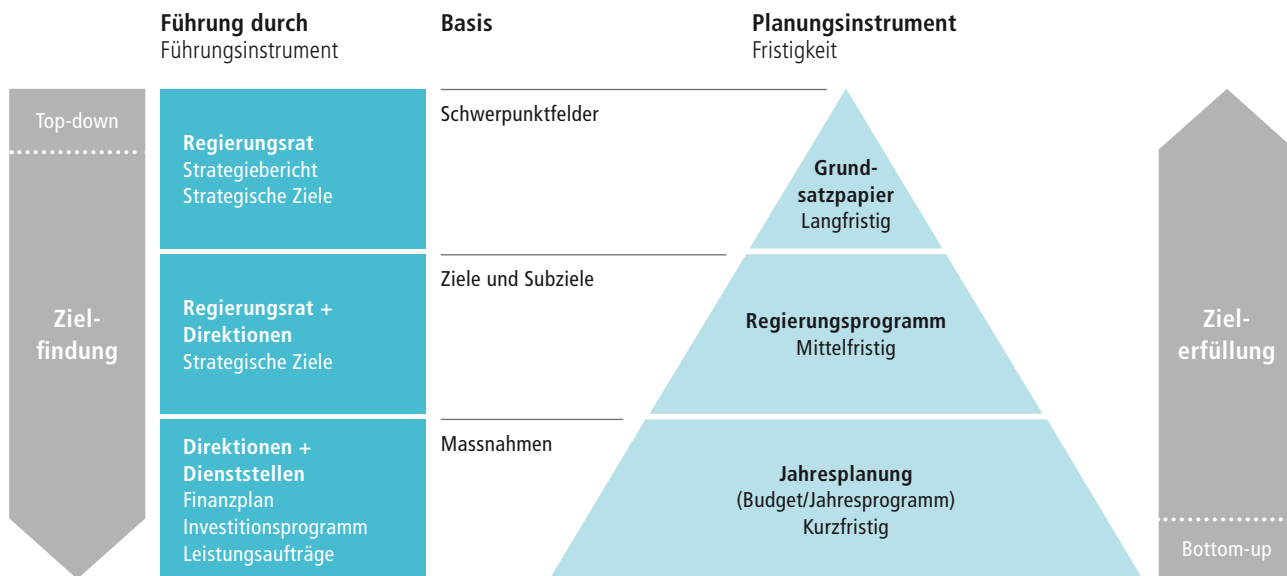 Führung durch
Führungsinstrument
Basis
Planungsinstrument
Fristigkeit
Top-down
Ziel-
findung
Regierungsrat
Strategiebericht
Strategische Ziele
Schwerpunktfelder
Grund-
satzpapier
Langfristig
Regierungsrat +
Direktionen
Strategische Ziele
Ziele und Subziele
Regierungsprogramm
Mittelfristig
Direktionen +
Dienststellen
Finanzplan
Investitionsprogramm
Leistungsaufträge
Massnahmen
Jahresplanung
(Budget/Jahresprogramm)
Kurzfristig
Ziel-
erfüllung
Bottom-up